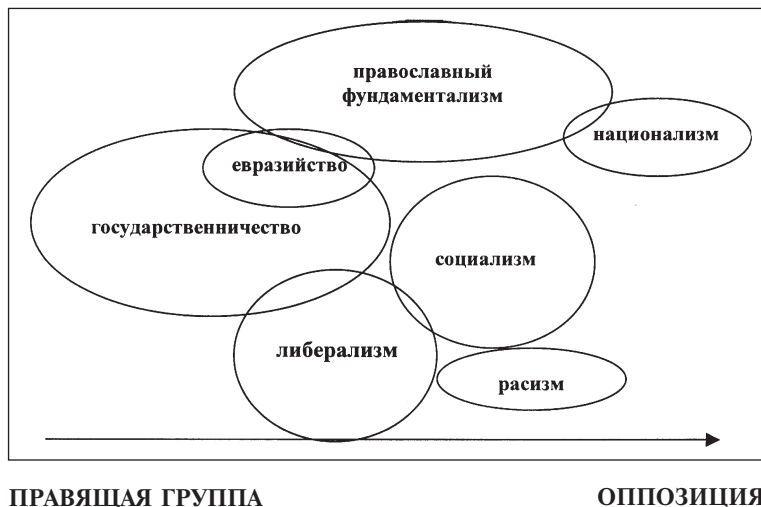 православный
фундаментализм
национализм
евразийство
государственничество
социализм
либерализм
расизм
ПРАВЯЩАЯ ГРУППА
ОППОЗИЦИЯ